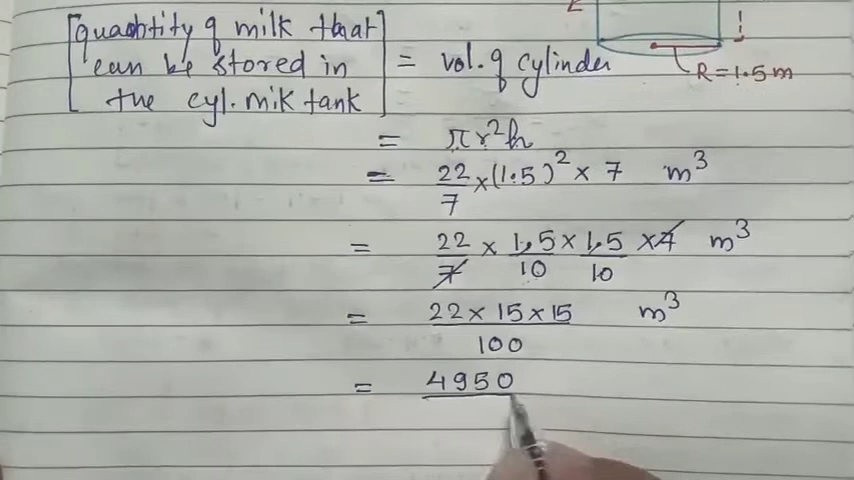 quantity of milk that
can be stored in = vol. of cylinder
the cyl. mik tank
R = 1.5 m
= πr²h
= 22/7 × (1.5)² × 7 m³
= 22/7 × 1.5/10 × 1.5/10 × 7 m³
= 22 × 15 × 15 / 100 m³
= 4950